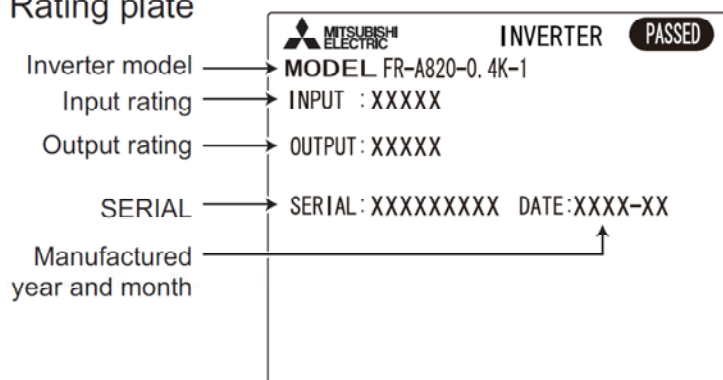 Rating plate
MITSUBISHI
ELECTRIC
INVERTER
PASSED
Inverter model
MODEL FR-A820-0.4K-1
Input rating
INPUT :XXXXX
Output rating
OUTPUT:XXXXX
SERIAL
SERIAL:XXXXXXXXX DATE:XXXX-XX
Manufactured
year and month